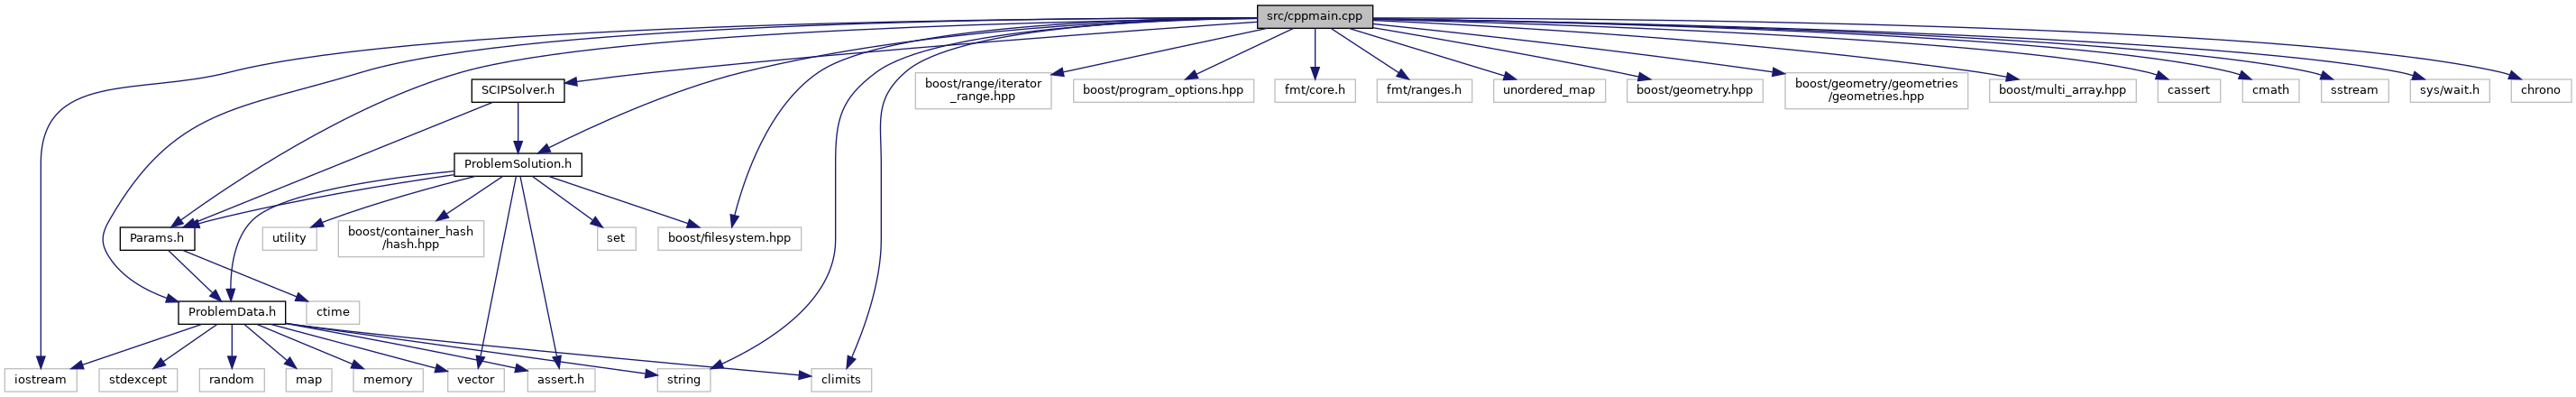 src/cppmain.cpp
SCIPSolver.h
boost/range/iterator
_range.hpp
boost/program_options.hpp
fmt/core.h
fmt/ranges.h
unordered_map
boost/geometry.hpp
boost/geometry/geometries
/geometries.hpp
boost/multi_array.hpp
cassert
cmath
sstream
sys/wait.h
chrono
ProblemSolution.h
Params.h
utility
boost/container_hash
/hash.hpp
set
boost/filesystem.hpp
ProblemData.h
ctime
iostream
stdexcept
random
map
memory
vector
assert.h
string
climits